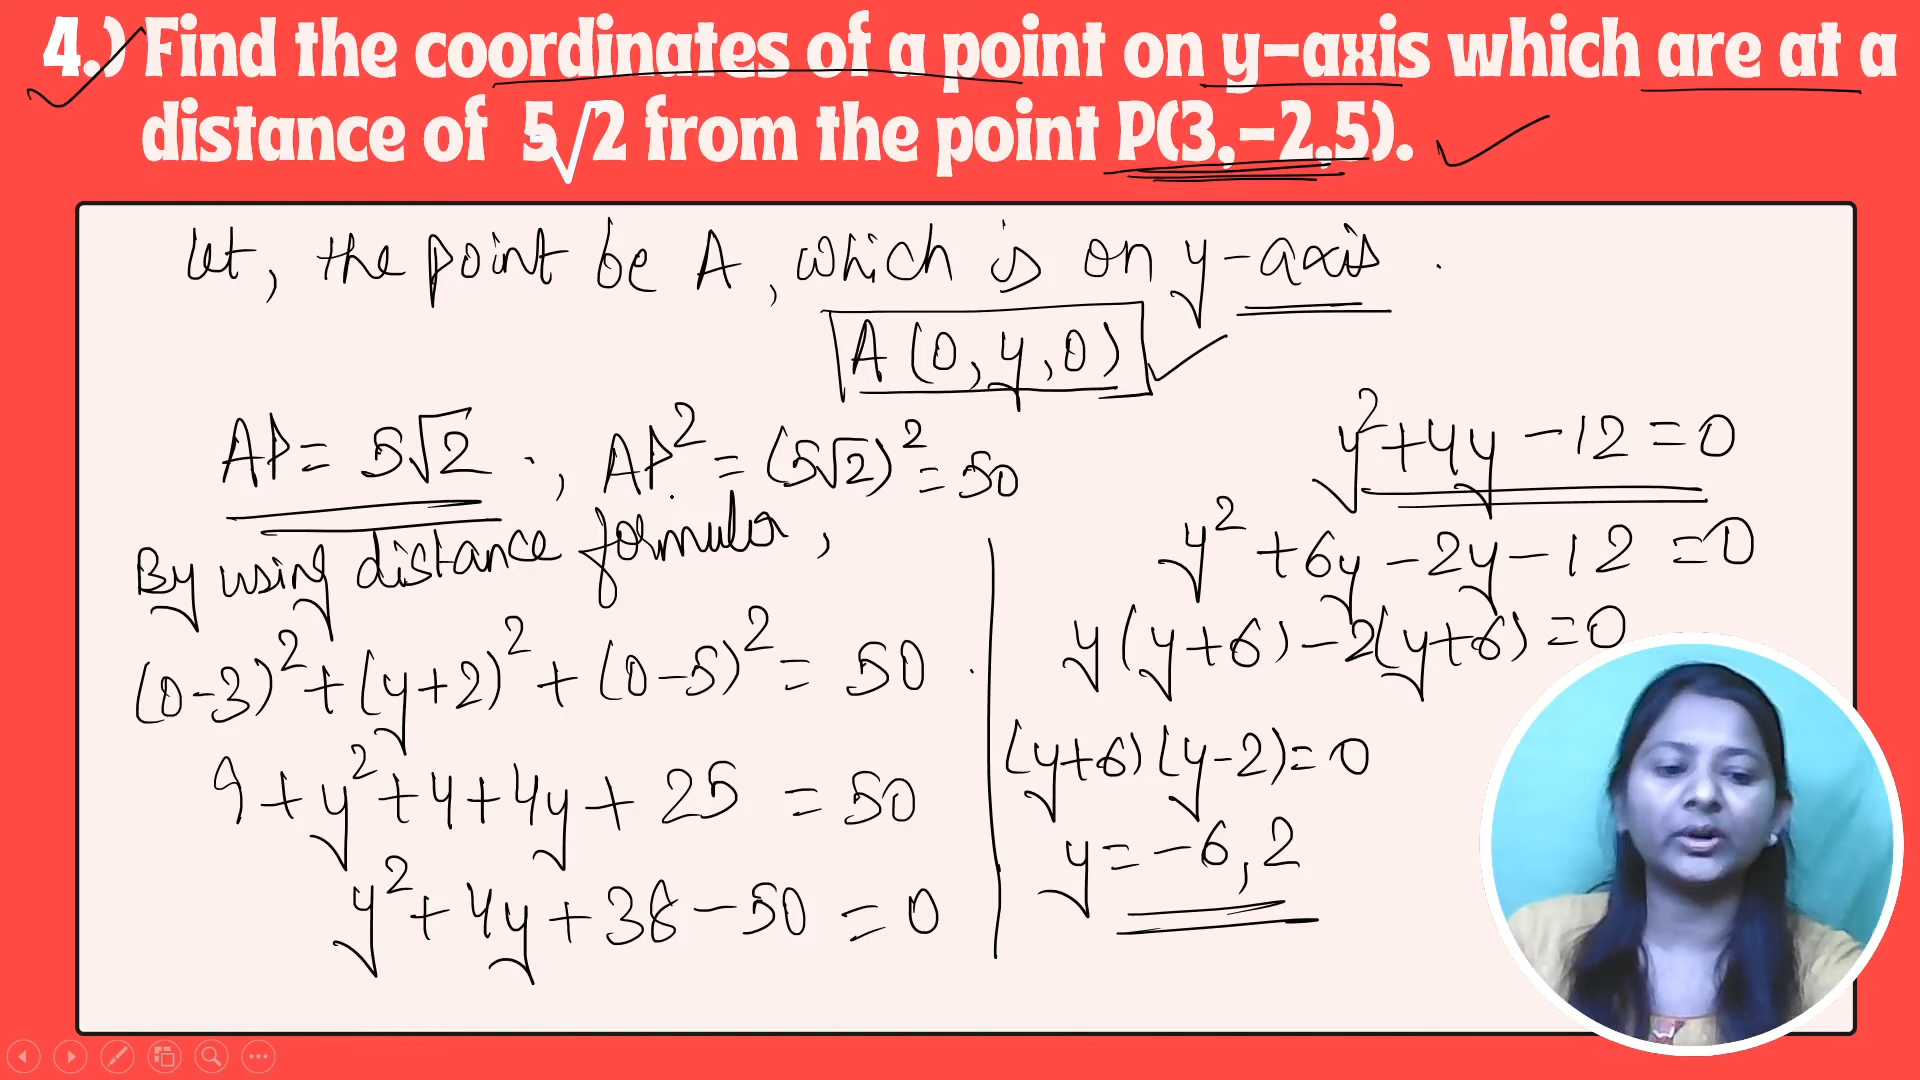 4.) Find the coordinates of a point on y-axis which are at a
distance of 5√2 from the point P(3,-2,5).
Let, the point be A, which is on y-axis.
A(0, y, 0)
AP = 5√2 ., AP² = (5√2)² = 50
By using distance formula,
(0-3)² + (y+2)² + (0-5)² = 50.
9 + y² + 4 + 4y + 25 = 50
y² + 4y + 38 - 50 = 0
y² + 4y - 12 = 0
y² + 6y - 2y - 12 = 0
y(y+6) - 2(y+6) = 0
(y+6)(y-2) = 0
y = -6, 2